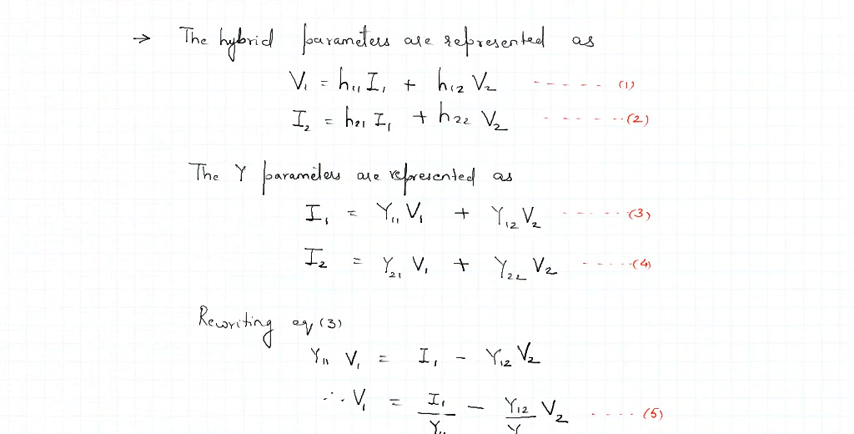 → The hybrid parameters are represented as
V₁ = h₁₁ I₁ + h₁₂ V₂ ----- (1)
I₂ = h₂₁ I₁ + h₂₂ V₂ ------ (2)
The Y parameters are represented as
I₁ = Y₁₁ V₁ + Y₁₂ V₂ ------ (3)
I₂ = Y₂₁ V₁ + Y₂₂ V₂ ----- (4)
Rewriting eq (3)
Y₁₁ V₁ = I₁ - Y₁₂ V₂
∴ V₁ = I₁/Y₁₁ - Y₁₂/Y V₂ ---- (5)